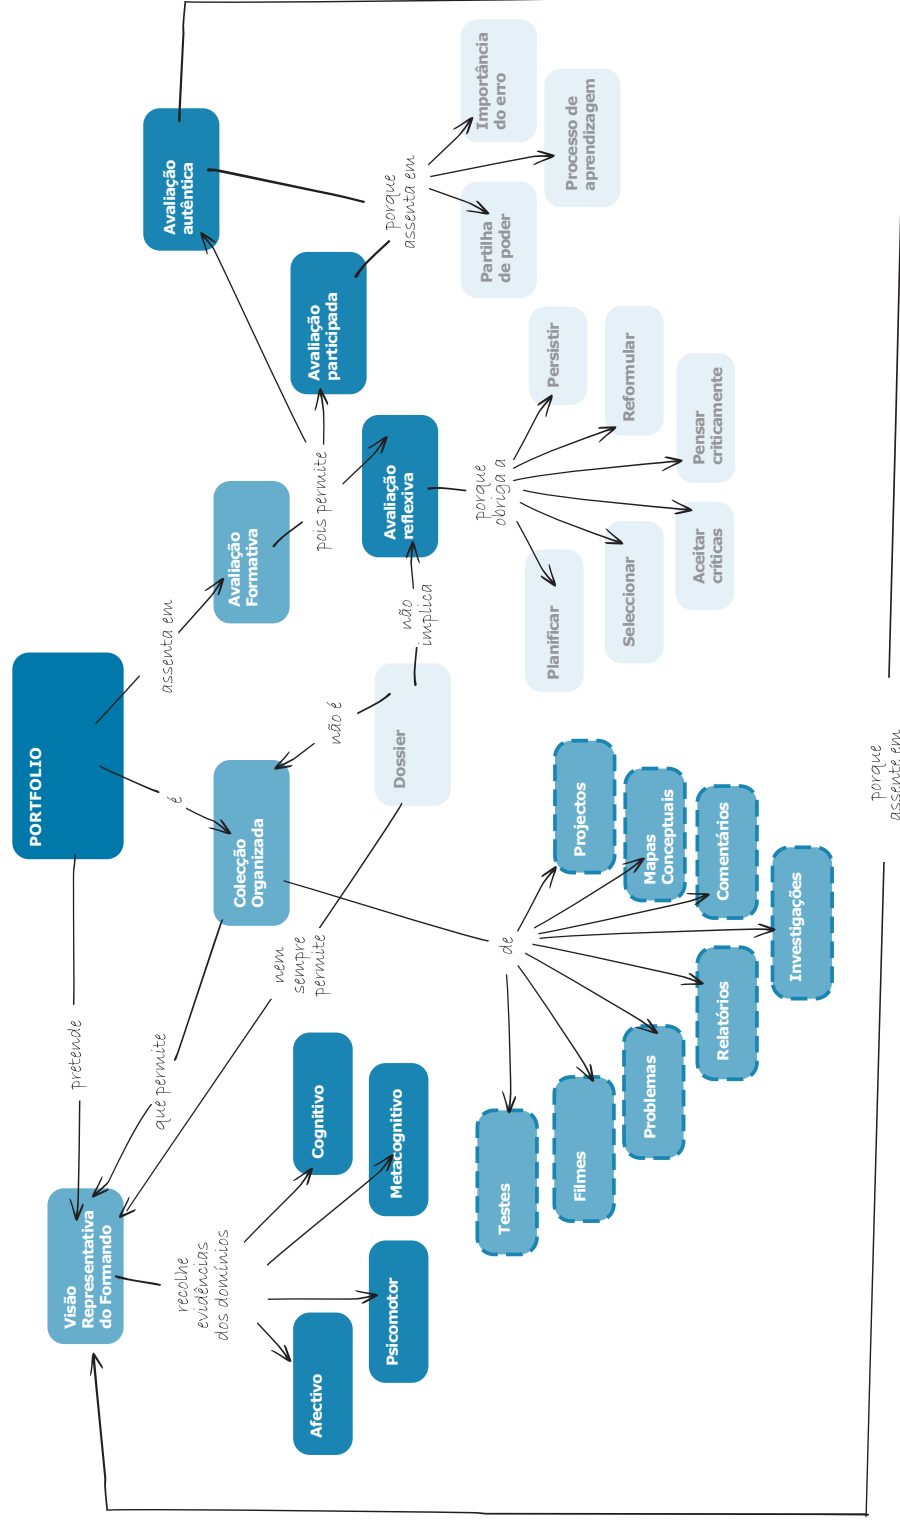 PORTFOLIO
pretende
é
assenta em
Visão
Representativa
do Formando
que permite
Colecção
Organizada
Avaliação
Formativa
Avaliação
autêntica
recolhe
evidências
dos domínios
nem
sempre
permite
não é
pois permite
Avaliação
participada
Afectivo
Cognitivo
Psicomotor
Metacognitivo
Dossier
não
implica
Avaliação
reflexiva
porque
assenta em
Importância
do erro
Partilha
de poder
Processo de
aprendizagem
de
porque
obriga a
Testes
Filmes
Problemas
Relatórios
Investigações
Comentários
Mapas
Conceptuais
Projectos
Planificar
Seleccionar
Aceitar
críticas
Pensar
criticamente
Reformular
Persistir
porque
assente em